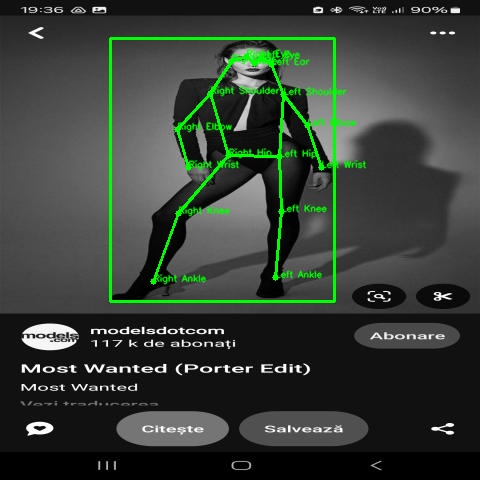 19:36
90%
Right Eye
Left Ear
Right Shoulder
Left Shoulder
Right Elbow
Left Elbow
Right Hip
Left Hip
Right Wrist
Left Wrist
Right Knee
Left Knee
Right Ankle
Left Ankle
models
.com
modelsdotcom
117 k de abonați
Abonare
Most Wanted (Porter Edit)
Most Wanted
Vezi traducerea
Citește
Salvează